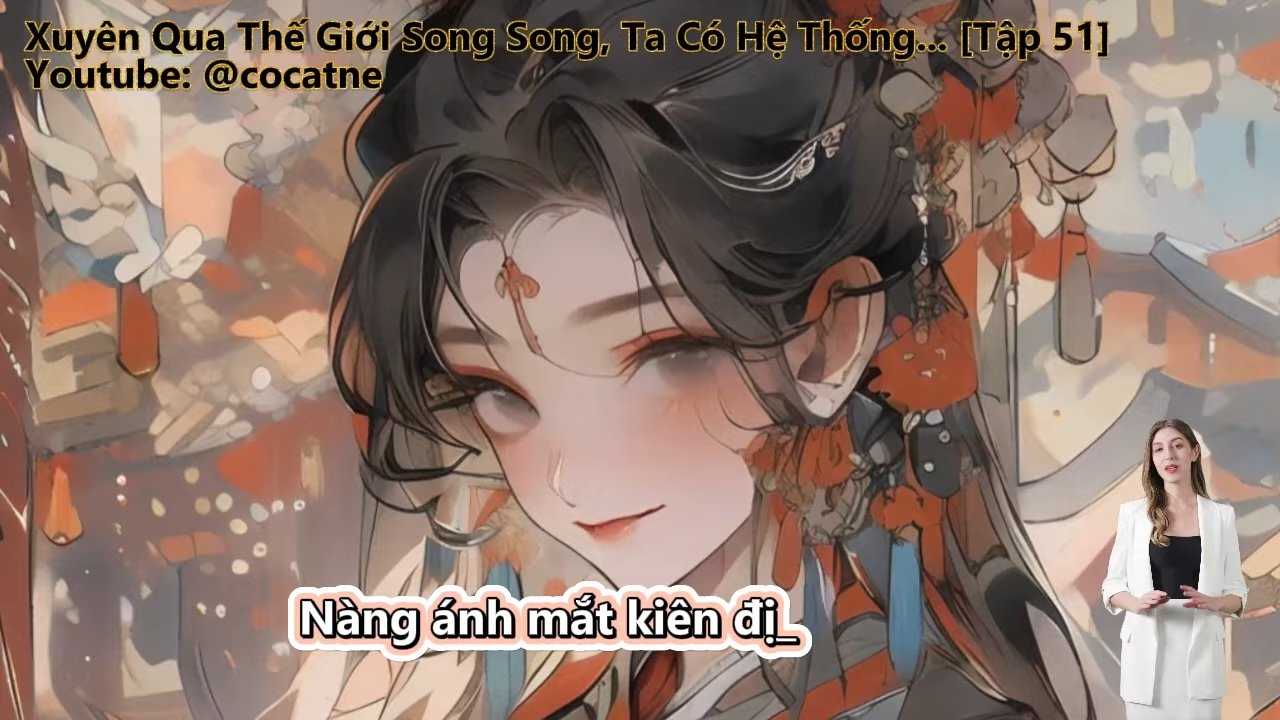 Xuyên Qua Thế Giới Song Song, Ta Có Hệ Thống... [Tập 51]
Youtube: @cocatne
Nàng ánh mắt kiên đị_